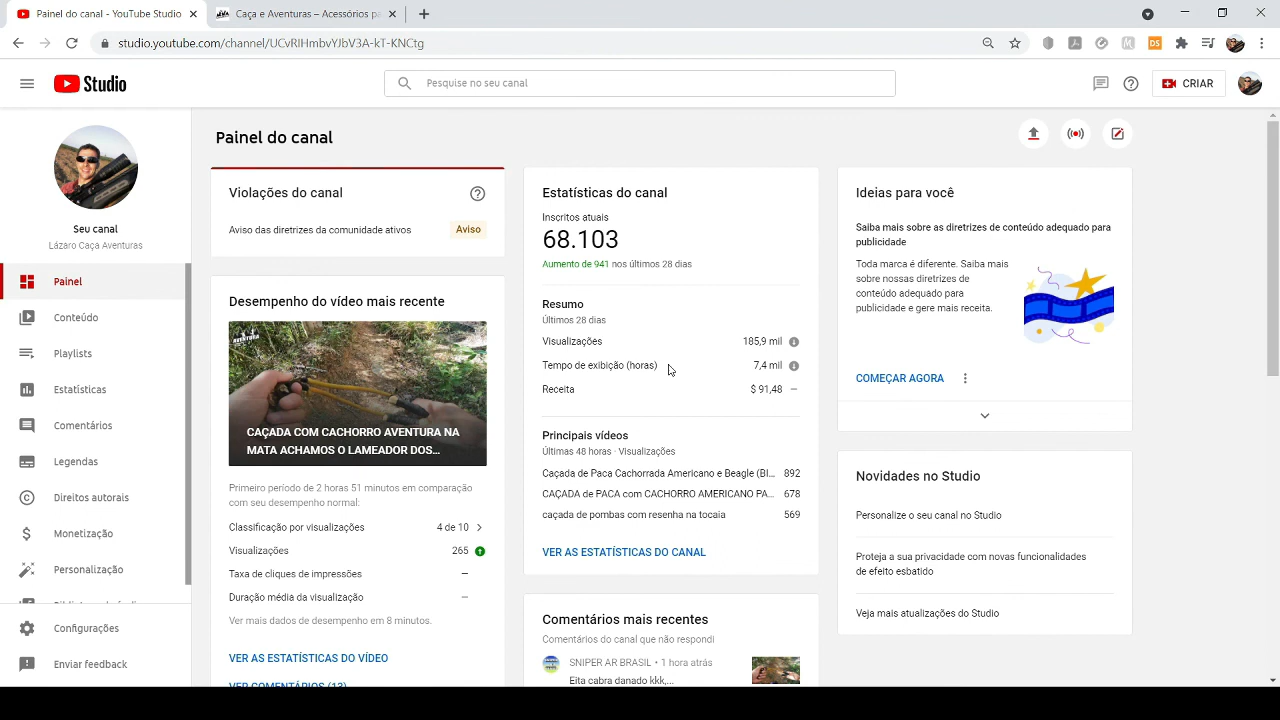 Painel do canal - YouTube Studio
Caça e Aventuras – Acessórios pa
studio.youtube.com/channel/UCvRIHmbvYJbV3A-kT-KNCtg
Studio
Pesquise no seu canal
CRIAR
Seu canal
Lázaro Caça Aventuras
Painel
Conteúdo
Playlists
Estatísticas
Comentários
Legendas
Direitos autorais
Monetização
Personalização
Configurações
Enviar feedback
Painel do canal
Violações do canal
Aviso das diretrizes da comunidade ativos
Aviso
Desempenho do vídeo mais recente
AVENTURA
CAÇADA COM CACHORRO AVENTURA NA
MATA ACHAMOS O LAMEADOR DOS...
Primeiro período de 2 horas 51 minutos em comparação
com seu desempenho normal:
Classificação por visualizações 4 de 10
Visualizações 265
Taxa de cliques de impressões —
Duração média da visualização —
Ver mais dados de desempenho em 8 minutos.
VER AS ESTATÍSTICAS DO VÍDEO
VER COMENTÁRIOS (13)
Estatísticas do canal
Inscritos atuais
68.103
Aumento de 941 nos últimos 28 dias
Resumo
Últimos 28 dias
Visualizações 185,9 mil
Tempo de exibição (horas) 7,4 mil
Receita $ 91,48 —
Principais vídeos
Últimas 48 horas · Visualizações
Caçada de Paca Cachorrada Americano e Beagle (Bl... 892
CAÇADA de PACA com CACHORRO AMERICANO PA... 678
caçada de pombas com resenha na tocaia 569
VER AS ESTATÍSTICAS DO CANAL
Comentários mais recentes
Comentários do canal que não respondi
SNIPER AR BRASIL • 1 hora atrás
Eita cabra danado kkk,...
Ideias para você
Saiba mais sobre as diretrizes de conteúdo adequado para
publicidade
Toda marca é diferente. Saiba
mais sobre nossas diretrizes de
conteúdo adequado para
publicidade e gere mais receita.
COMEÇAR AGORA
Novidades no Studio
Personalize o seu canal no Studio
Proteja a sua privacidade com novas funcionalidades
de efeito esbatido
Veja mais atualizações do Studio